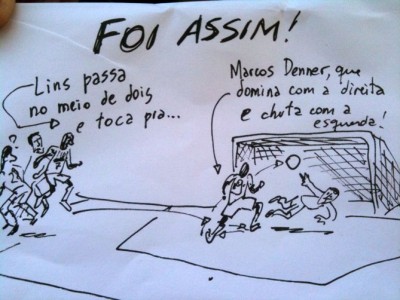 FOI ASSIM!
Lins passa
no meio de dois
e toca pra...
Marcos Denner, que
domina com a direita
e chuta com a
esquerda!